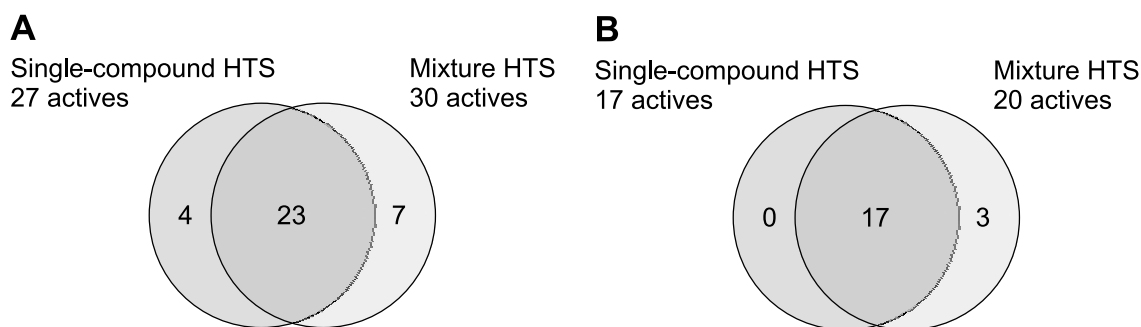 A
Single-compound HTS
27 actives
Mixture HTS
30 actives
4
23
7
B
Single-compound HTS
17 actives
Mixture HTS
20 actives
0
17
3